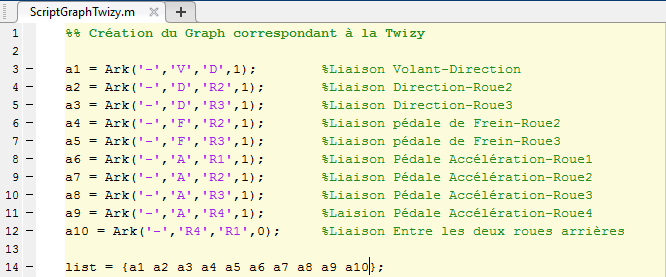 ScriptGraphTwizy.m × +
1 %% Création du Graph correspondant à la Twizy
2
3 - a1 = Ark('-','V','D',1); %Liaison Volant-Direction
4 - a2 = Ark('-','D','R2',1); %Liaison Direction-Roue2
5 - a3 = Ark('-','D','R3',1); %Liaison Direction-Roue3
6 - a4 = Ark('-','F','R2',1); %Liaison pédale de Frein-Roue2
7 - a5 = Ark('-','F','R3',1); %Liaison pédale de Frein-Roue3
8 - a6 = Ark('-','A','R1',1); %Liaison Pédale Accélération-Roue1
9 - a7 = Ark('-','A','R2',1); %Liaison Pédale Accélération-Roue2
10 - a8 = Ark('-','A','R3',1); %Liaison Pédale Accélération-Roue3
11 - a9 = Ark('-','A','R4',1); %Laision Pédale Accélération-Roue4
12 - a10 = Ark('-','R4','R1',0); %Liaison Entre les deux roues arrières
13
14 - list = {a1 a2 a3 a4 a5 a6 a7 a8 a9 a10};